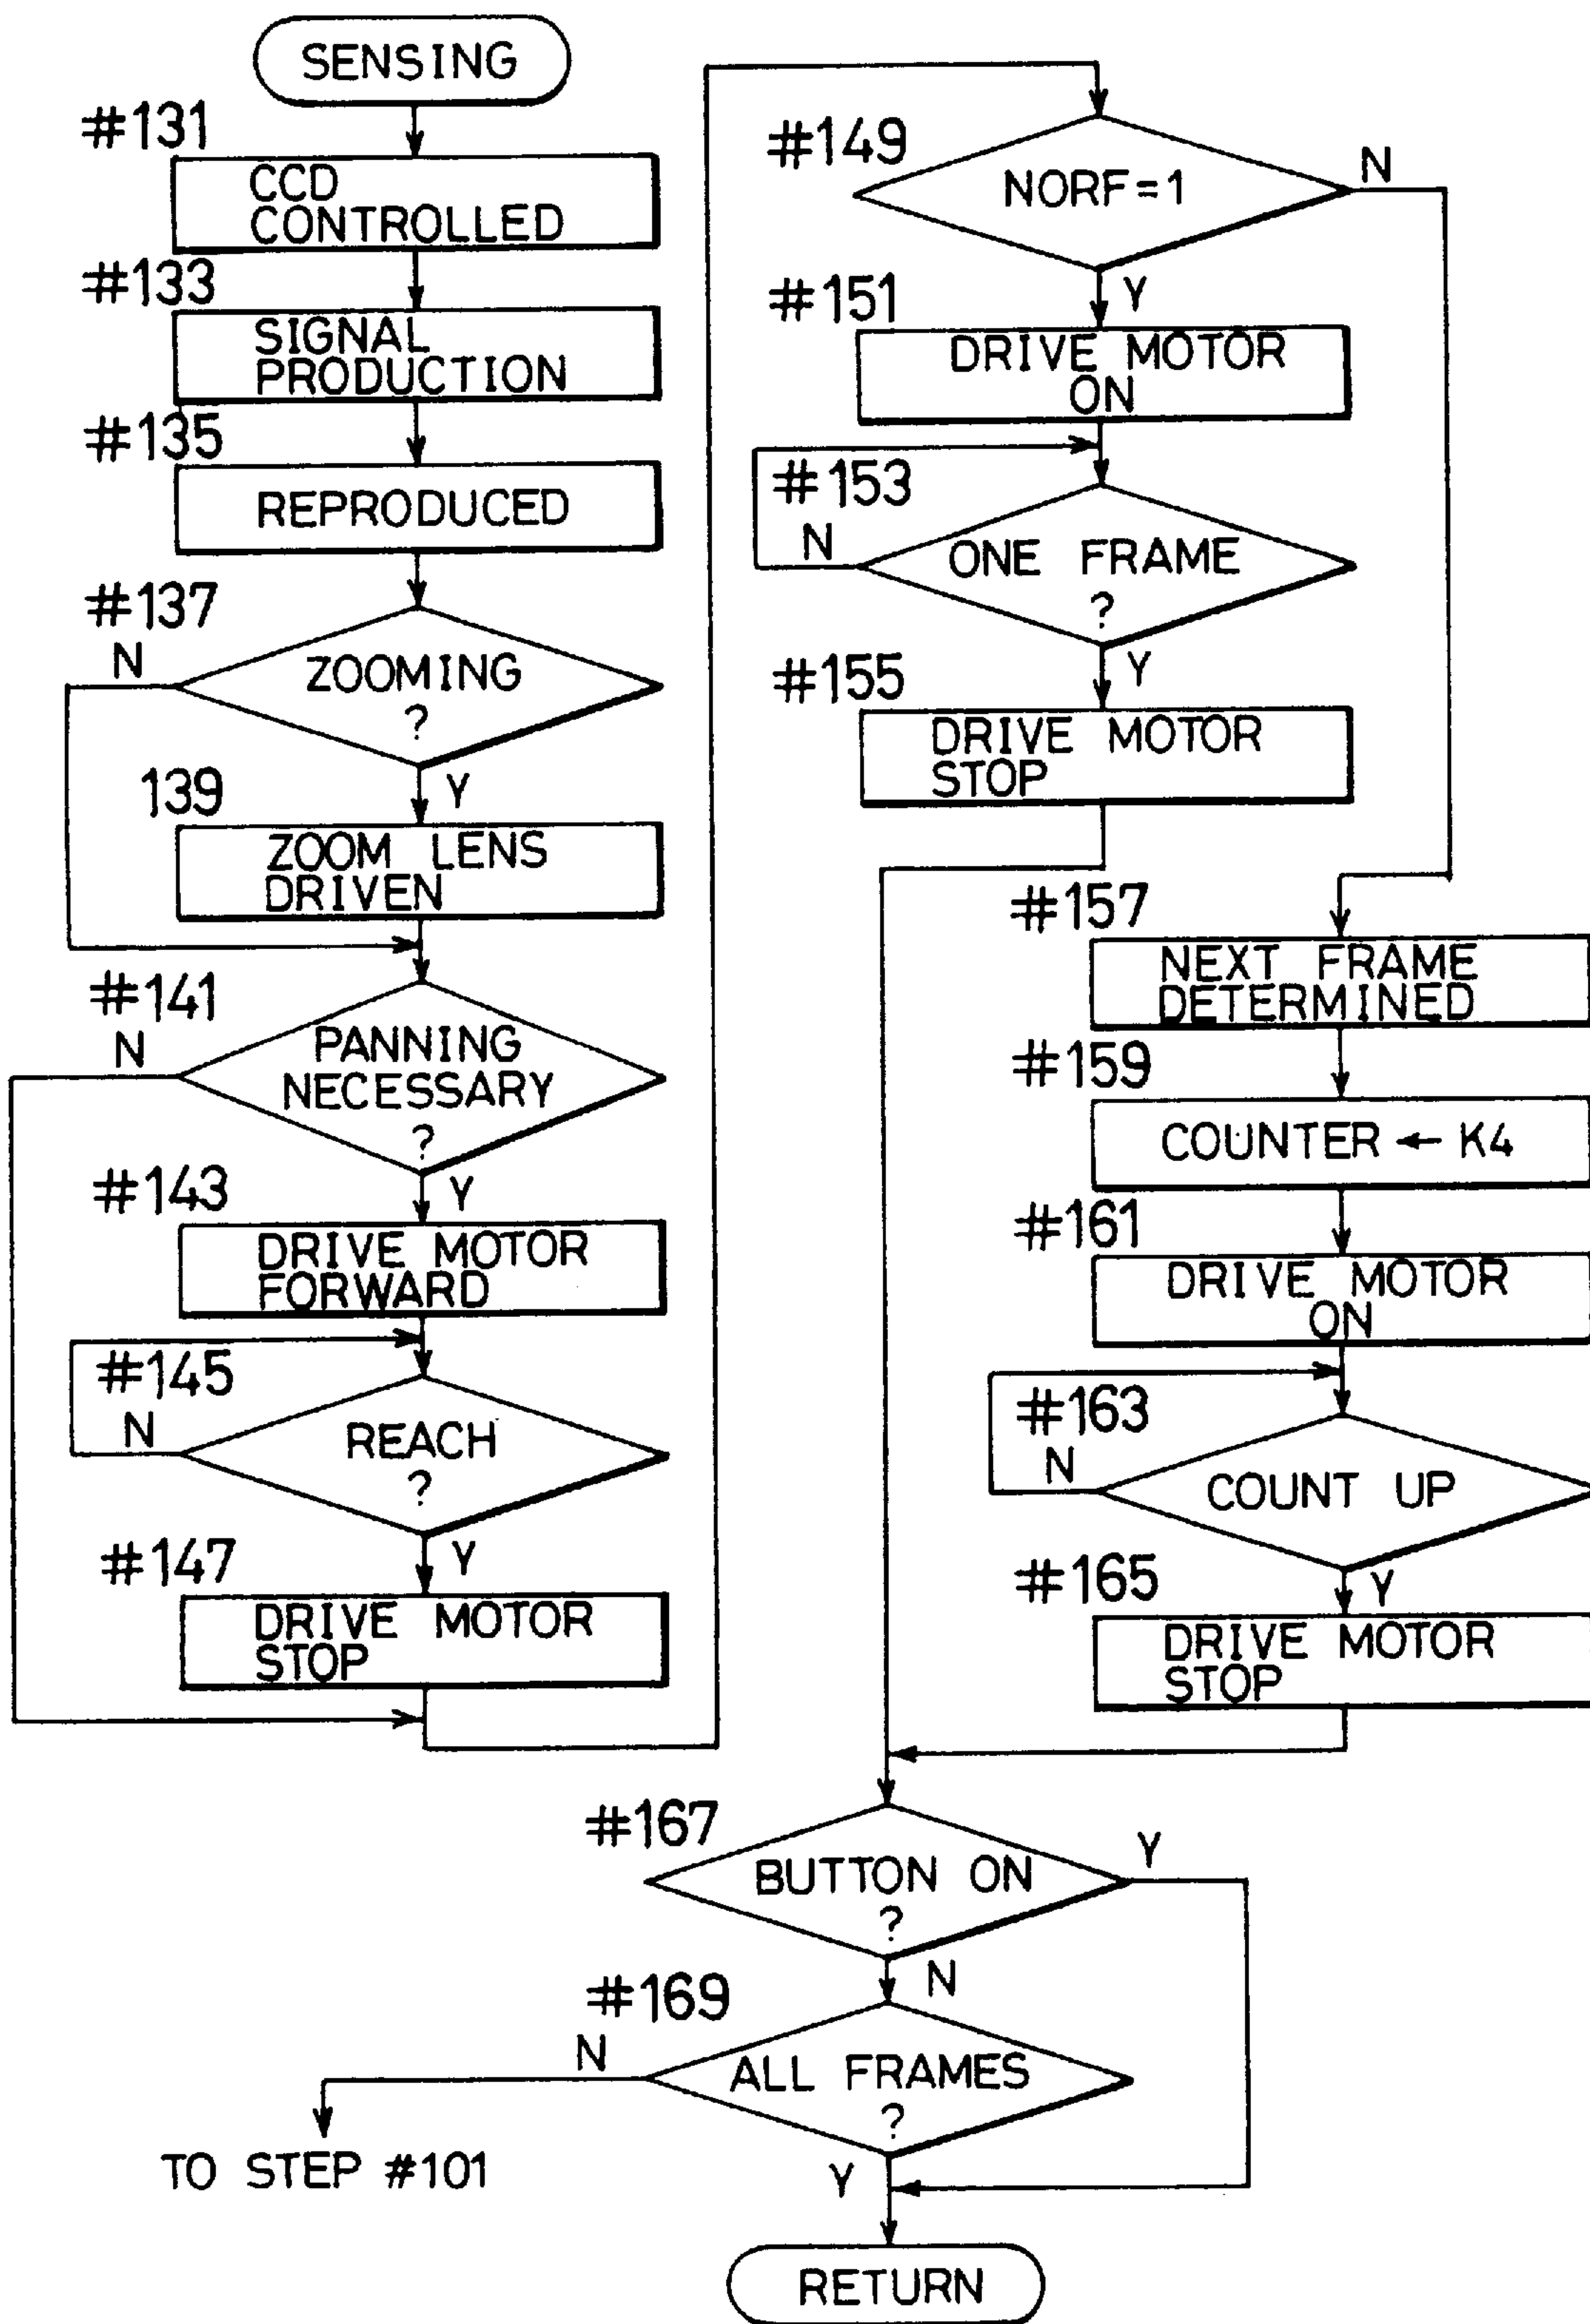 SENSING
#131
CCD
CONTROLLED
#133
SIGNAL
PRODUCTION
#135
REPRODUCED
#137
N
ZOOMING
?
Y
139
ZOOM LENS
DRIVEN
#141
N
PANNING
NECESSARY
?
Y
#143
DRIVE MOTOR
FORWARD
#145
N
REACH
?
Y
#147
DRIVE MOTOR
STOP
#149
N
NORF=1
Y
#151
DRIVE MOTOR
ON
#153
N
ONE FRAME
?
Y
#155
DRIVE MOTOR
STOP
#157
NEXT FRAME
DETERMINED
#159
COUNTER ← K4
#161
DRIVE MOTOR
ON
#163
N
COUNT UP
Y
#165
DRIVE MOTOR
STOP
#167
Y
BUTTON ON
?
N
#169
N
ALL FRAMES
?
TO STEP #101
Y
RETURN